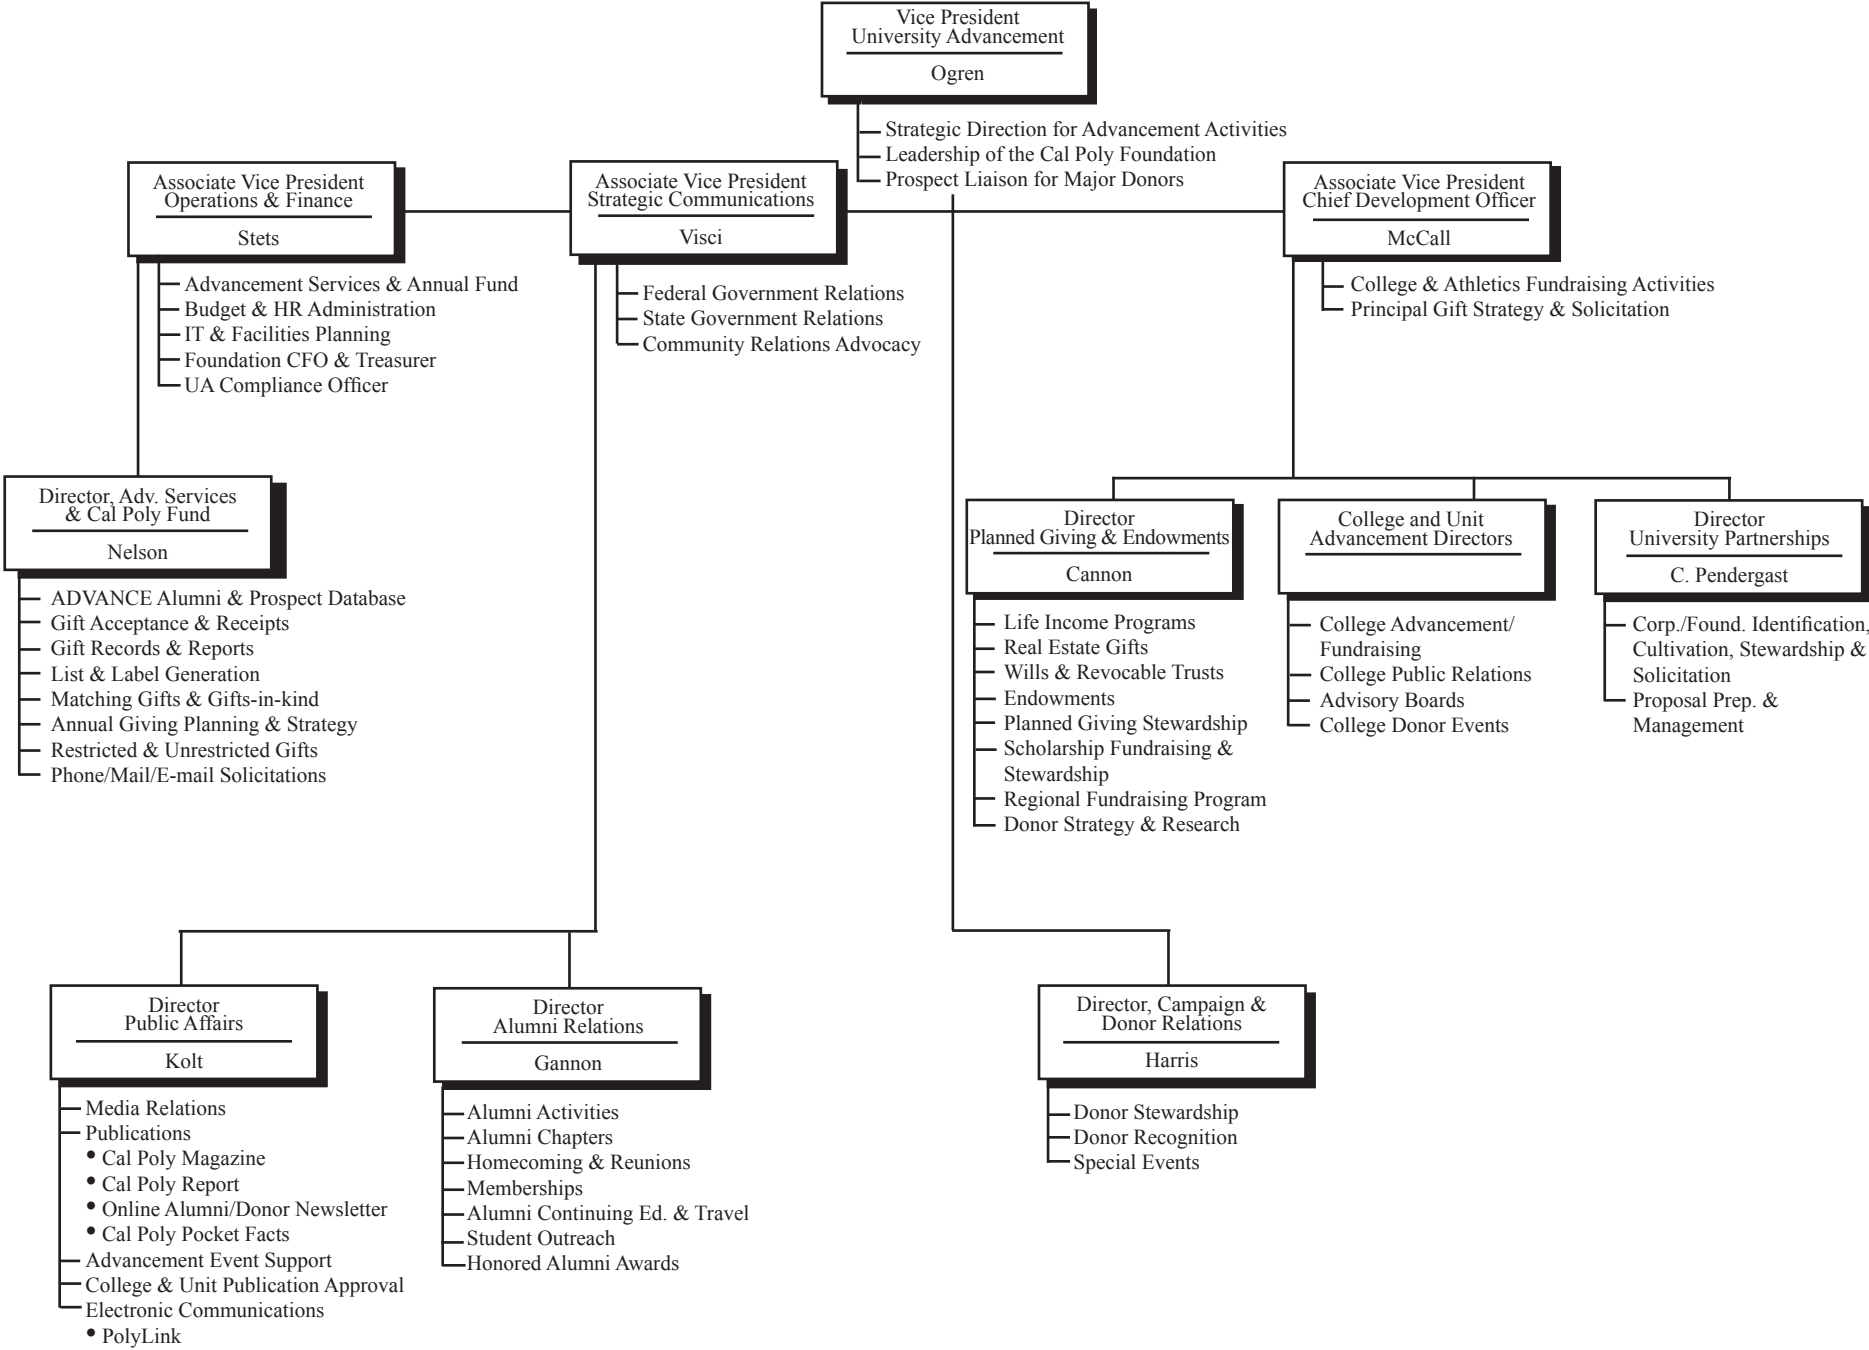 Vice President
University Advancement
Ogren
Strategic Direction for Advancement Activities
Leadership of the Cal Poly Foundation
Prospect Liaison for Major Donors
Associate Vice President
Operations & Finance
Stets
Advancement Services & Annual Fund
Budget & HR Administration
IT & Facilities Planning
Foundation CFO & Treasurer
UA Compliance Officer
Associate Vice President
Strategic Communications
Visci
Federal Government Relations
State Government Relations
Community Relations Advocacy
Associate Vice President
Chief Development Officer
McCall
College & Athletics Fundraising Activities
Principal Gift Strategy & Solicitation
Director, Adv. Services
& Cal Poly Fund
Nelson
ADVANCE Alumni & Prospect Database
Gift Acceptance & Receipts
Gift Records & Reports
List & Label Generation
Matching Gifts & Gifts-in-kind
Annual Giving Planning & Strategy
Restricted & Unrestricted Gifts
Phone/Mail/E-mail Solicitations
Director
Planned Giving & Endowments
Cannon
Life Income Programs
Real Estate Gifts
Wills & Revocable Trusts
Endowments
Planned Giving Stewardship
Scholarship Fundraising &
Stewardship
Regional Fundraising Program
Donor Strategy & Research
College and Unit
Advancement Directors
College Advancement/
Fundraising
College Public Relations
Advisory Boards
College Donor Events
Director
University Partnerships
C. Pendergast
Corp./Found. Identification,
Cultivation, Stewardship &
Solicitation
Proposal Prep. &
Management
Director
Public Affairs
Kolt
Media Relations
Publications
• Cal Poly Magazine
• Cal Poly Report
• Online Alumni/Donor Newsletter
• Cal Poly Pocket Facts
Advancement Event Support
College & Unit Publication Approval
Electronic Communications
• PolyLink
Director
Alumni Relations
Gannon
Alumni Activities
Alumni Chapters
Homecoming & Reunions
Memberships
Alumni Continuing Ed. & Travel
Student Outreach
Honored Alumni Awards
Director, Campaign &
Donor Relations
Harris
Donor Stewardship
Donor Recognition
Special Events